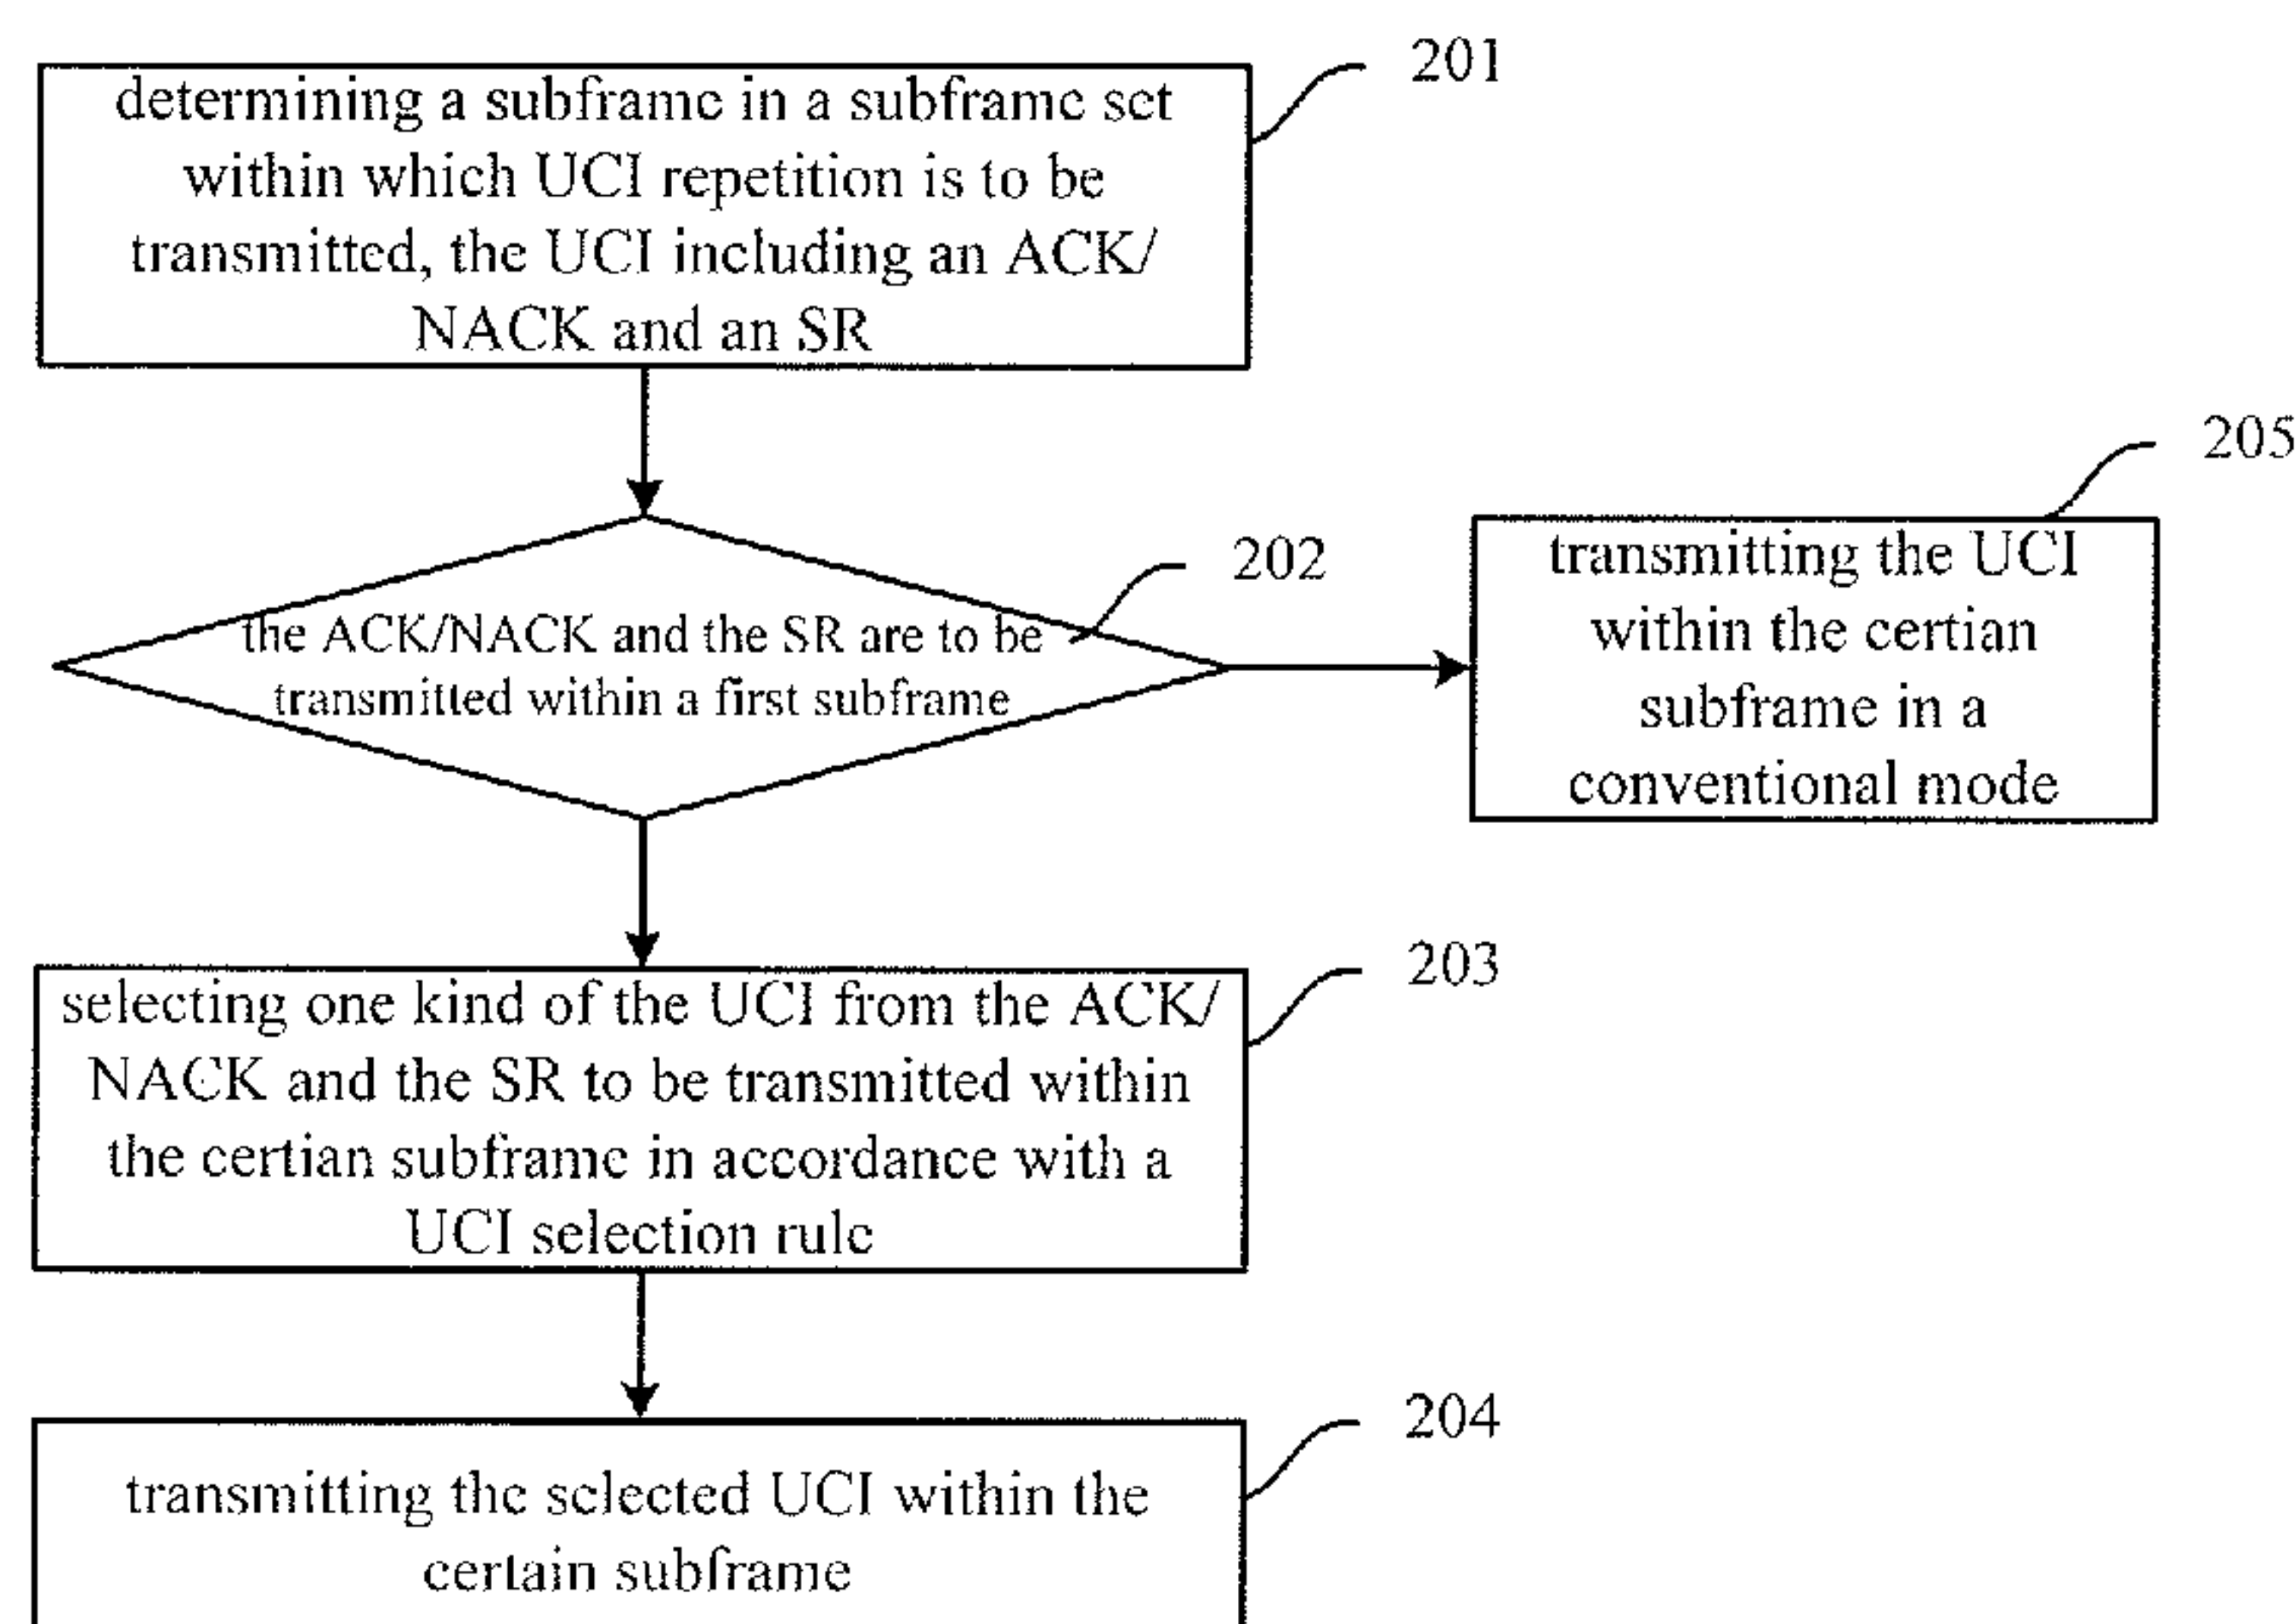 201
determining a subframe in a subframe set
within which UCI repetition is to be
transmitted, the UCI including an ACK/
NACK and an SR
202
the ACK/NACK and the SR are to be
transmitted within a first subframe
205
transmitting the UCI
within the certian
subframe in a
conventional mode
203
selecting one kind of the UCI from the ACK/
NACK and the SR to be transmitted within
the certian subframe in accordance with a
UCI selection rule
204
transmitting the selected UCI within the
certain subframe